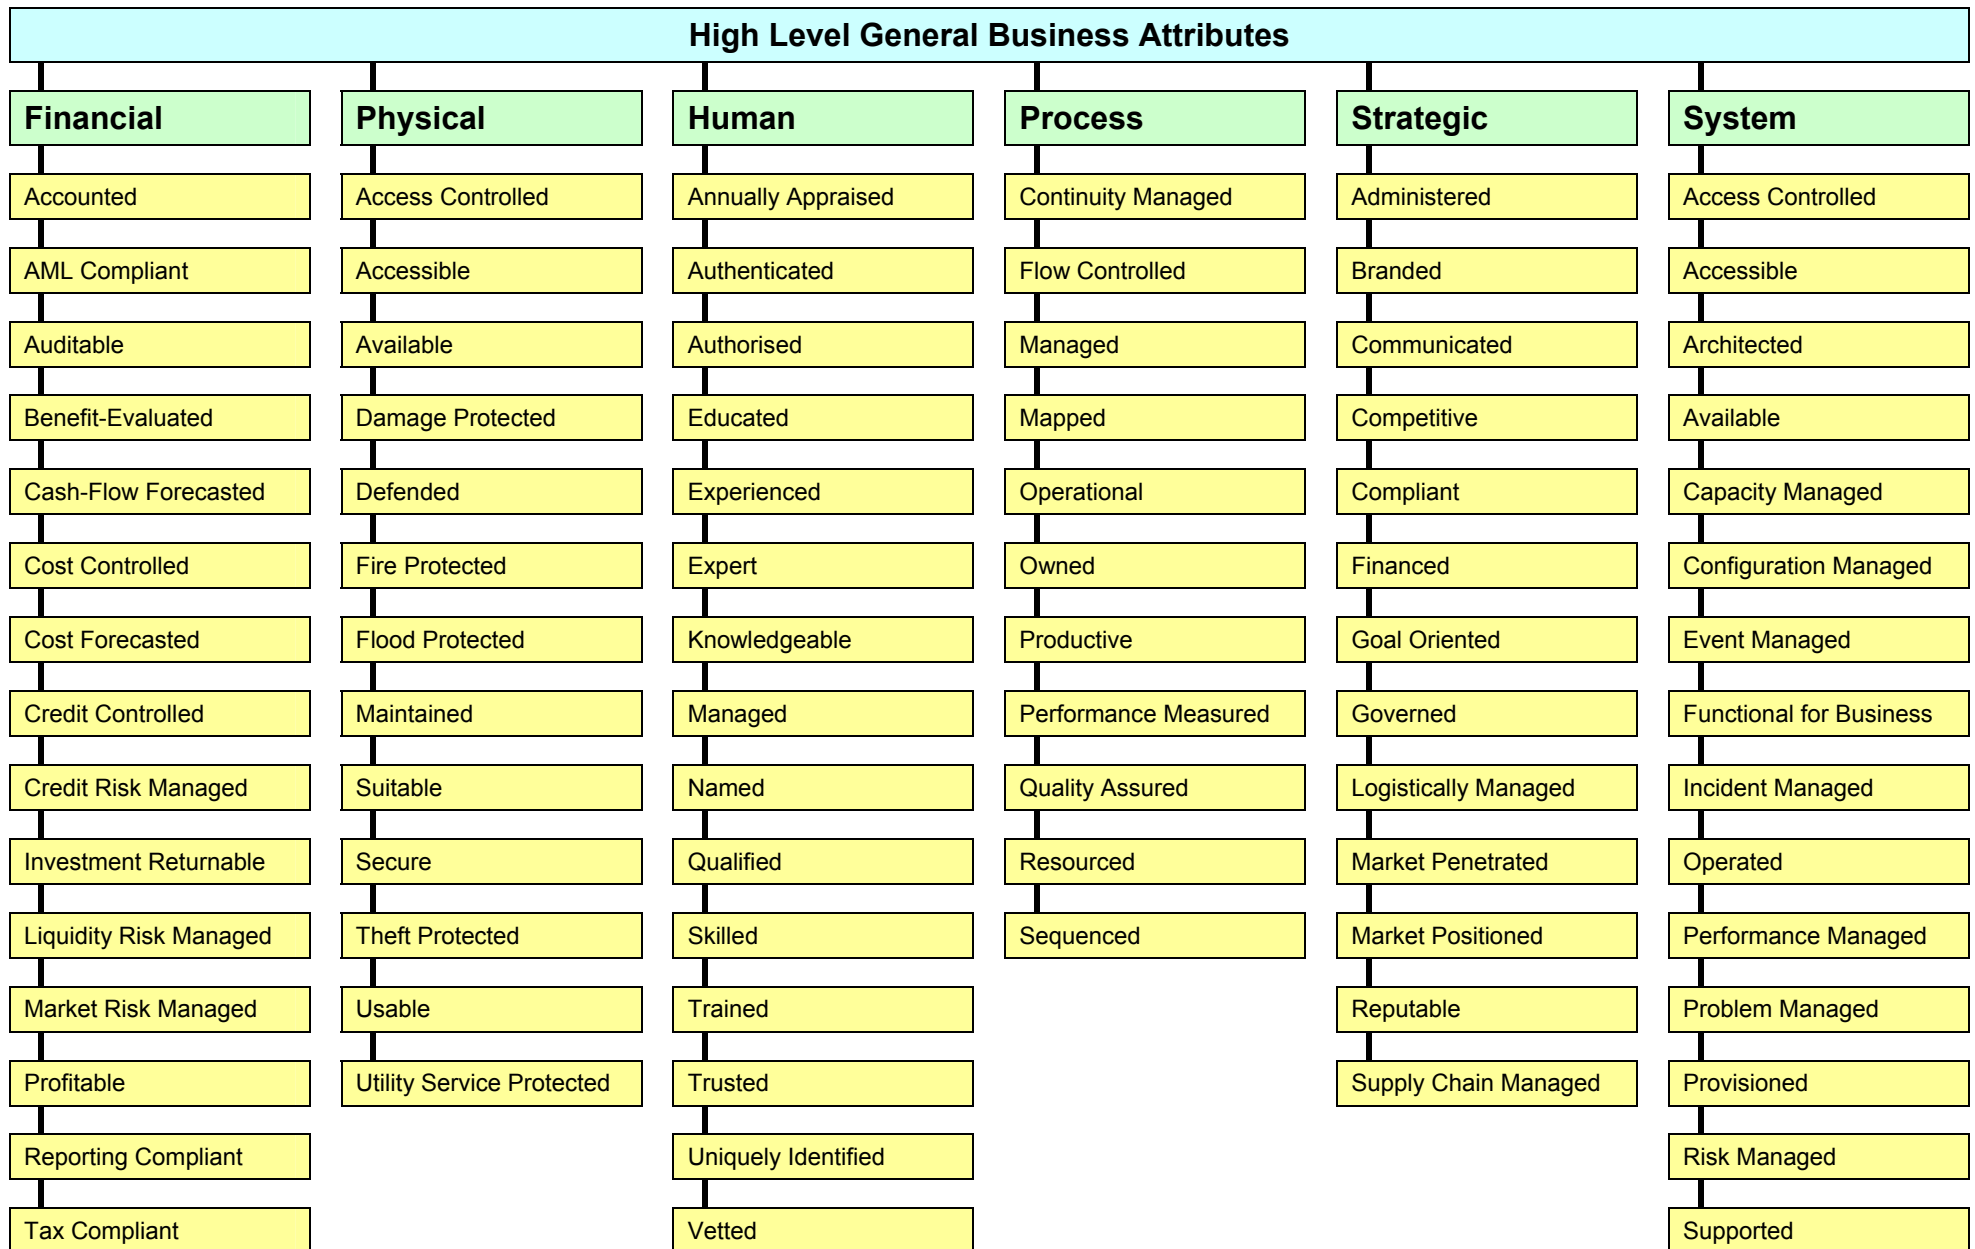 High Level General Business Attributes
Financial
Accounted
AML Compliant
Auditable
Benefit-Evaluated
Cash-Flow Forecasted
Cost Controlled
Cost Forecasted
Credit Controlled
Credit Risk Managed
Investment Returnable
Liquidity Risk Managed
Market Risk Managed
Profitable
Reporting Compliant
Tax Compliant
Physical
Access Controlled
Accessible
Available
Damage Protected
Defended
Fire Protected
Flood Protected
Maintained
Suitable
Secure
Theft Protected
Usable
Utility Service Protected
Human
Annually Appraised
Authenticated
Authorised
Educated
Experienced
Expert
Knowledgeable
Managed
Named
Qualified
Skilled
Trained
Trusted
Uniquely Identified
Vetted
Process
Continuity Managed
Flow Controlled
Managed
Mapped
Operational
Owned
Productive
Performance Measured
Quality Assured
Resourced
Sequenced
Strategic
Administered
Branded
Communicated
Competitive
Compliant
Financed
Goal Oriented
Governed
Logistically Managed
Market Penetrated
Market Positioned
Reputable
Supply Chain Managed
System
Access Controlled
Accessible
Architected
Available
Capacity Managed
Configuration Managed
Event Managed
Functional for Business
Incident Managed
Operated
Performance Managed
Problem Managed
Provisioned
Risk Managed
Supported